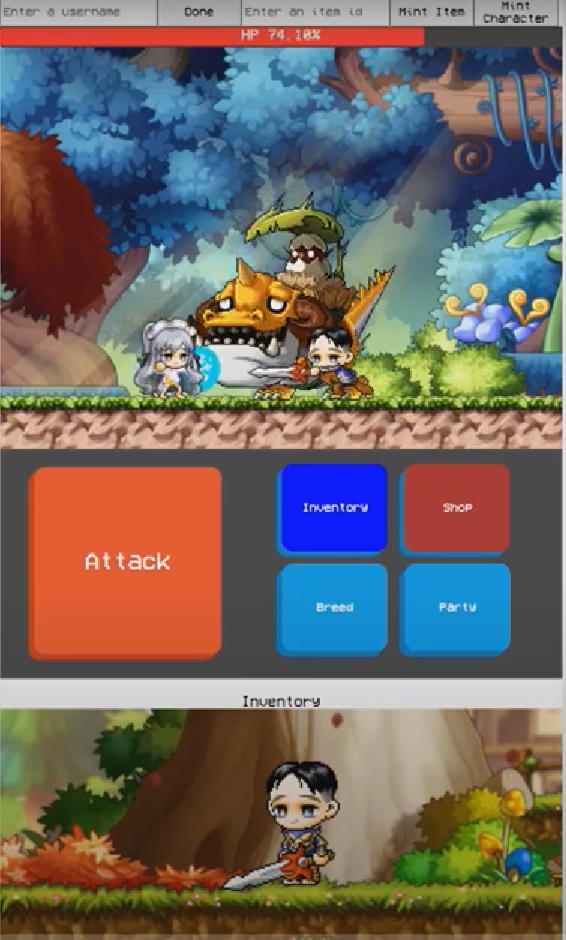 Enter a username
Done
Enter an item id
Mint Item
Mint
Character
HP 74.10%
Attack
Inventory
Shop
Breed
Party
Inventory